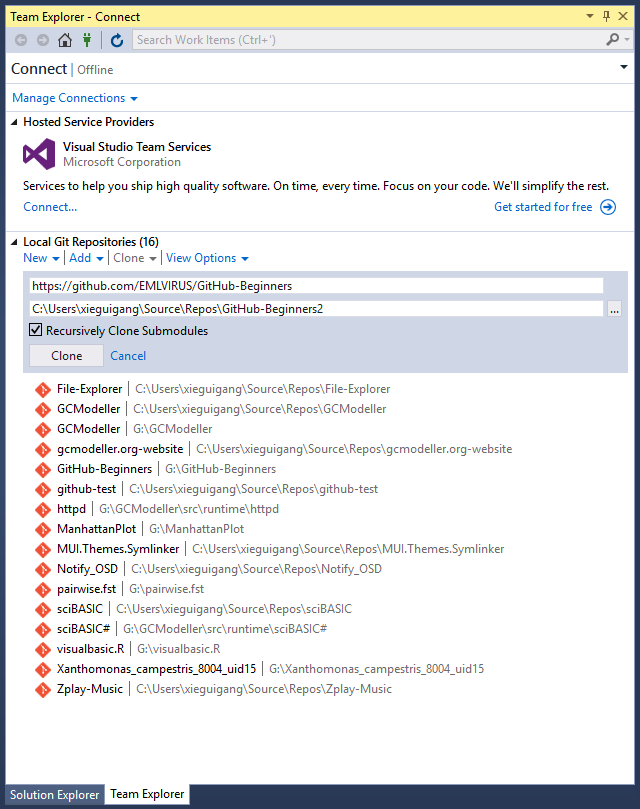 Team Explorer - Connect
Search Work Items (Ctrl+')
Connect | Offline
Manage Connections
Hosted Service Providers
Visual Studio Team Services
Microsoft Corporation
Services to help you ship high quality software. On time, every time. Focus on your code. We'll simplify the rest.
Connect... Get started for free
Local Git Repositories (16)
New | Add | Clone | View Options
https://github.com/EMLVIRUS/GitHub-Beginners
C:\Users\xieguigang\Source\Repos\GitHub-Beginners2 ...
Recursively Clone Submodules
Clone Cancel
File-Explorer | C:\Users\xieguigang\Source\Repos\File-Explorer
GCModeller | C:\Users\xieguigang\Source\Repos\GCModeller
GCModeller | G:\GCModeller
gcmodeller.org-website | C:\Users\xieguigang\Source\Repos\gcmodeller.org-website
GitHub-Beginners | G:\GitHub-Beginners
github-test | C:\Users\xieguigang\Source\Repos\github-test
httpd | G:\GCModeller\src\runtime\httpd
ManhattanPlot | G:\ManhattanPlot
MUI.Themes.Symlinker | C:\Users\xieguigang\Source\Repos\MUI.Themes.Symlinker
Notify_OSD | C:\Users\xieguigang\Source\Repos\Notify_OSD
pairwise.fst | G:\pairwise.fst
sciBASIC | C:\Users\xieguigang\Source\Repos\sciBASIC
sciBASIC# | G:\GCModeller\src\runtime\sciBASIC#
visualbasic.R | G:\visualbasic.R
Xanthomonas_campestris_8004_uid15 | G:\Xanthomonas_campestris_8004_uid15
Zplay-Music | C:\Users\xieguigang\Source\Repos\Zplay-Music
Solution Explorer Team Explorer